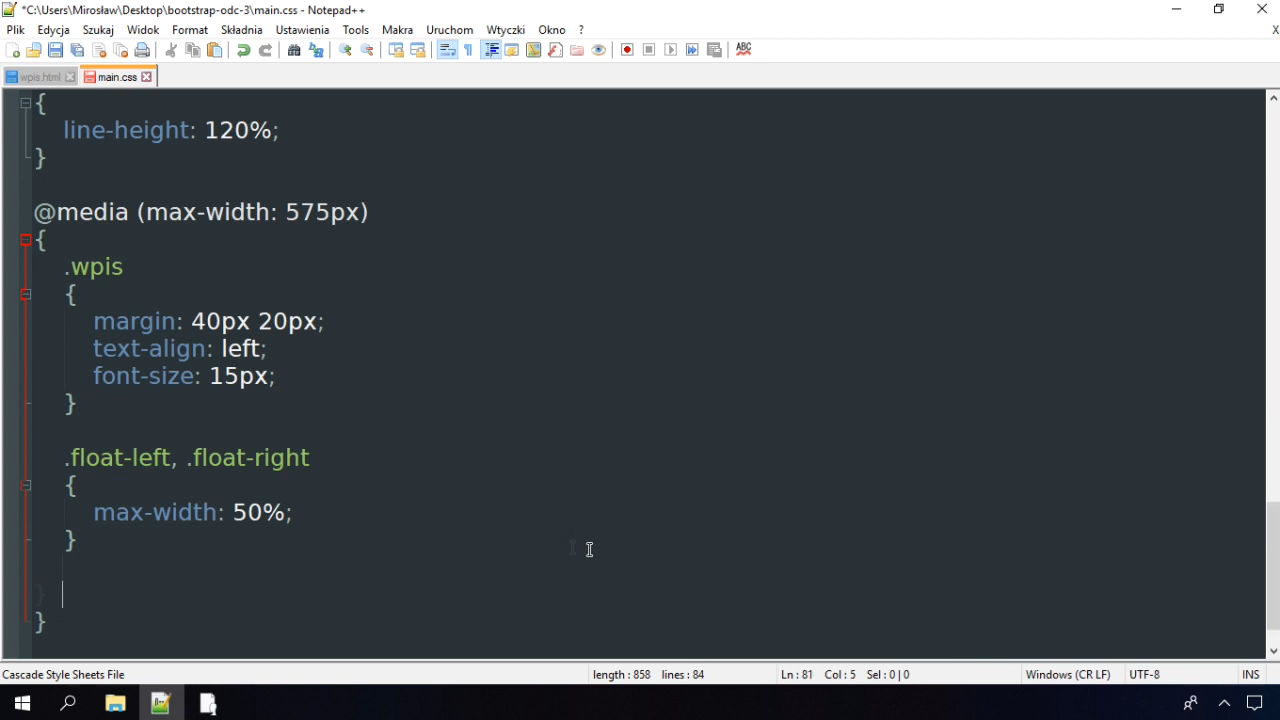 *C:\Users\Mirosław\Desktop\bootstrap-odc-3\main.css - Notepad++
Plik Edycja Szukaj Widok Format Składnia Ustawienia Tools Makra Uruchom Wtyczki Okno ? X
ABC
wpis.html main.css
{
line-height: 120%;
}
@media (max-width: 575px)
{
.wpis
{
margin: 40px 20px;
text-align: left;
font-size: 15px;
}
.float-left, .float-right
{
max-width: 50%;
}
}
}
Cascade Style Sheets File length : 858 lines : 84 Ln : 81 Col : 5 Sel : 0 | 0 Windows (CR LF) UTF-8 INS